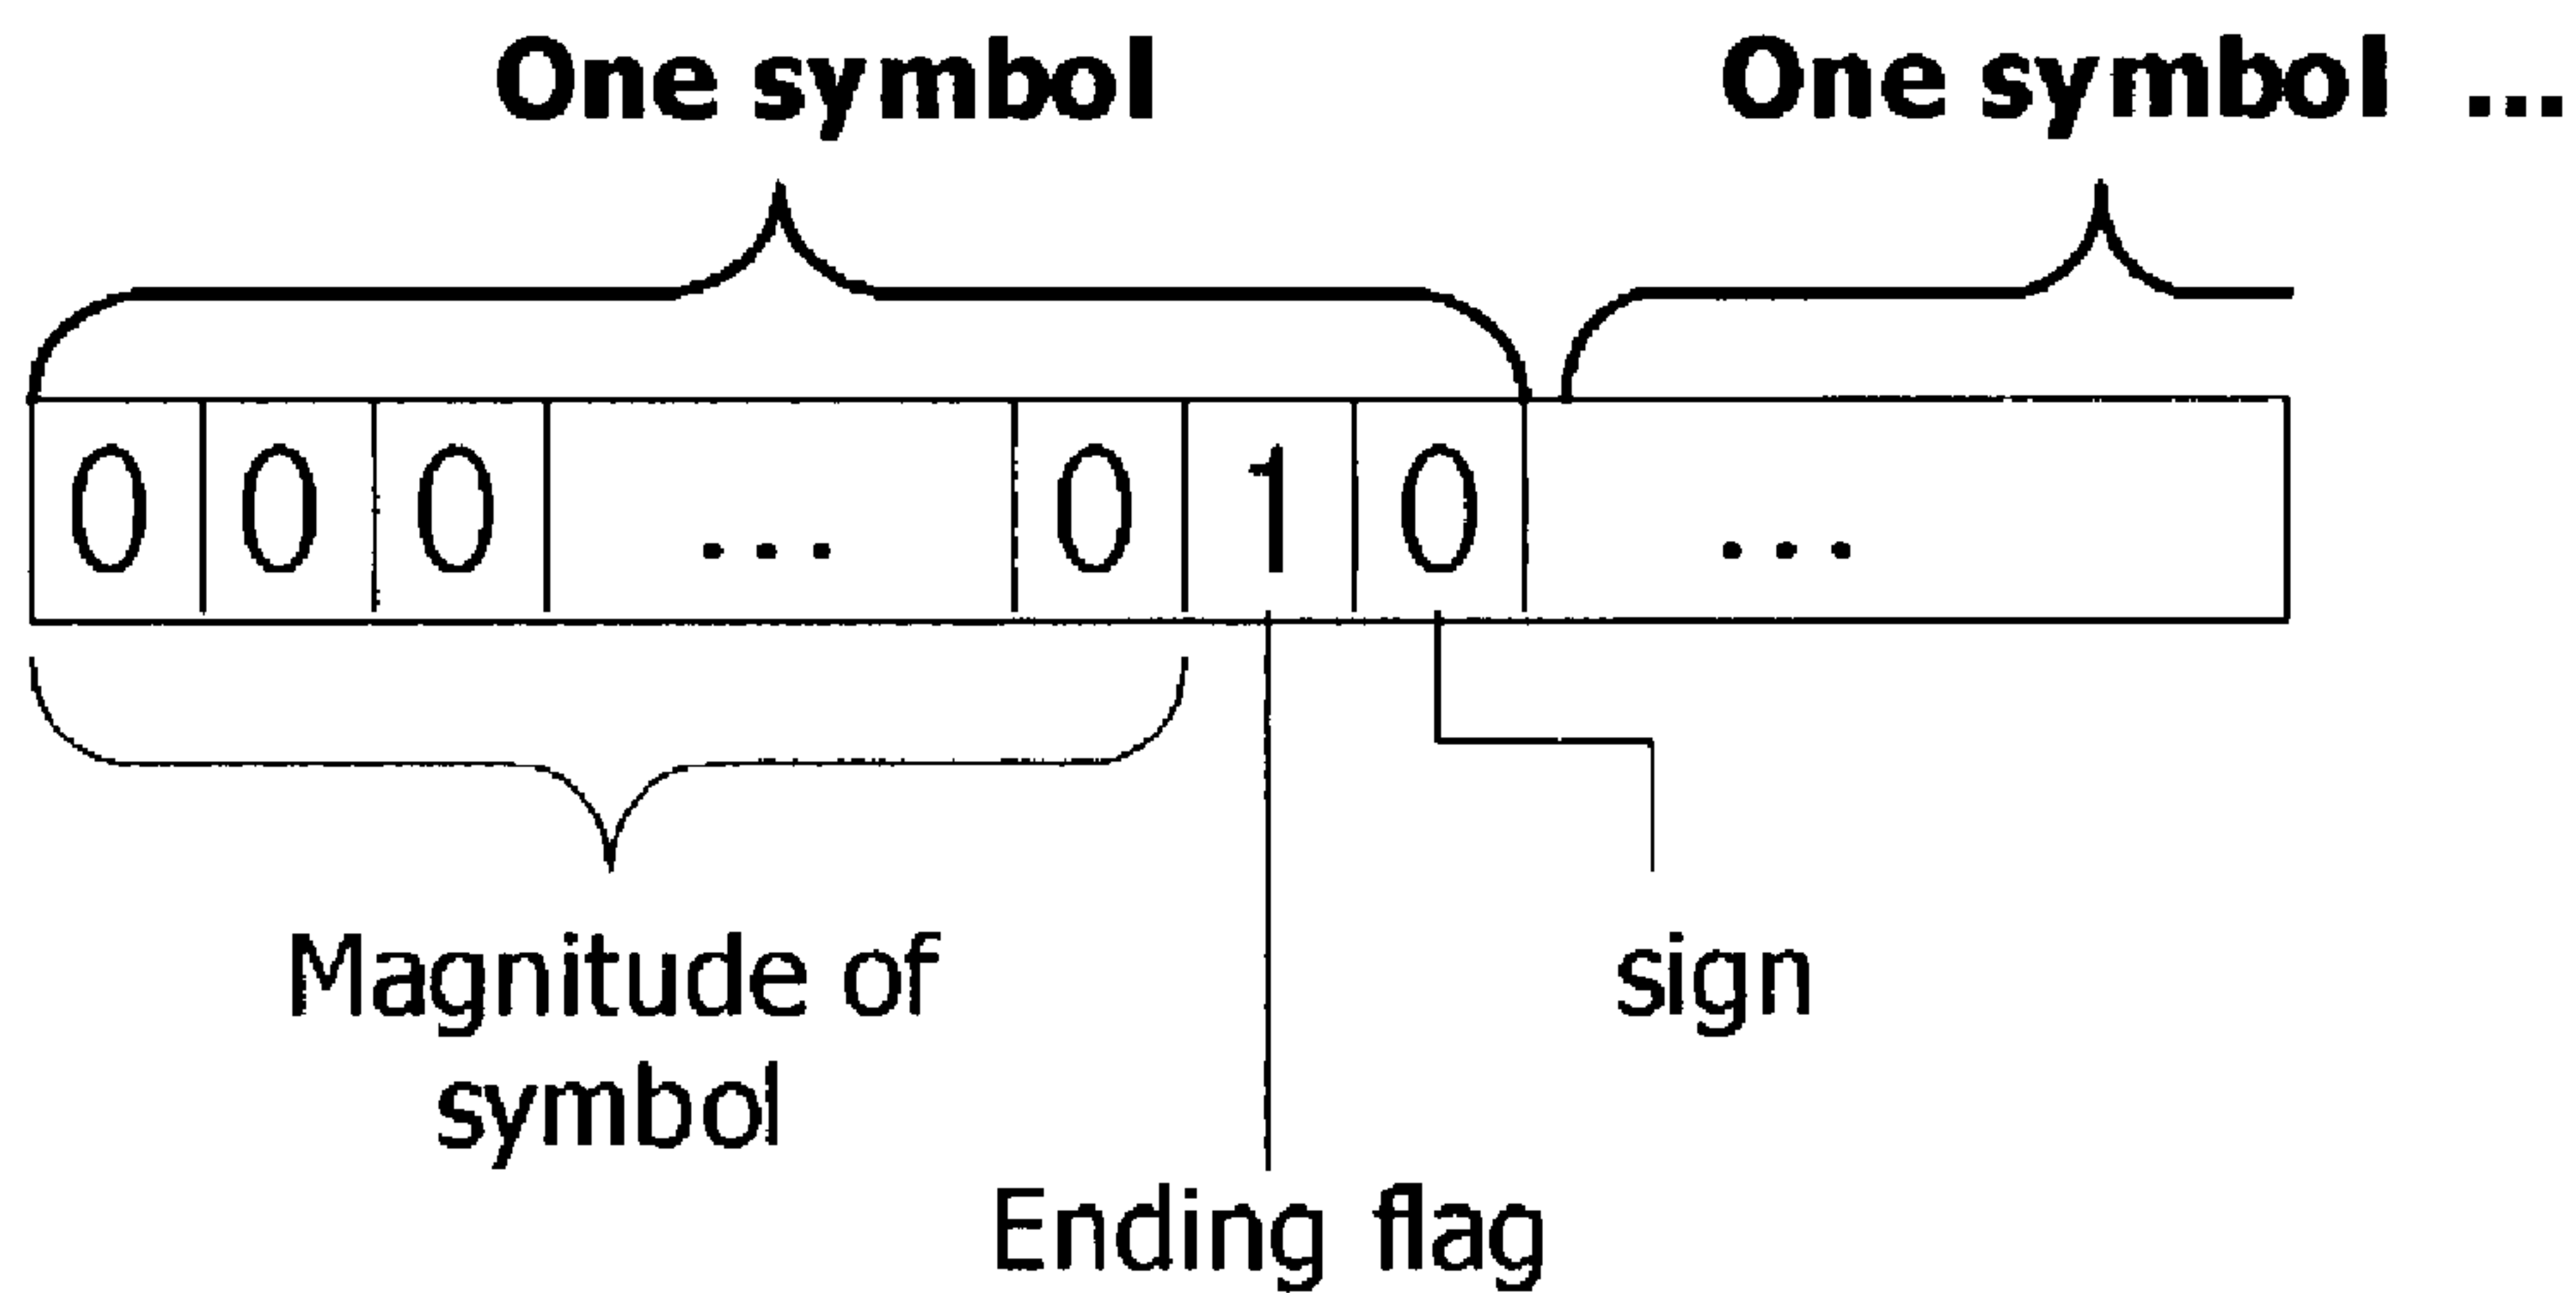 One symbol One symbol ...
0 0 0 ... 0 1 0 ...
Magnitude of
symbol
sign
Ending flag